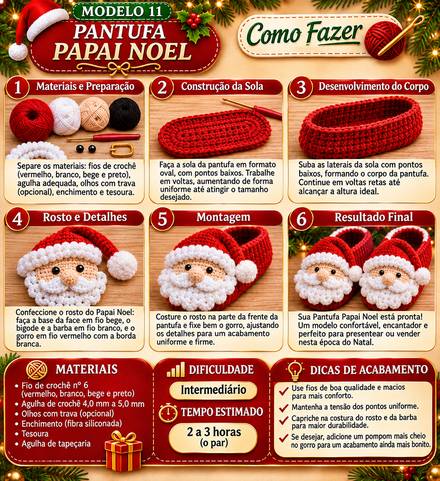 MODELO 11
PANTUFA
PAPAI NOEL
Como Fazer
1 Materiais e Preparação
Separe os materiais: fios de crochê
(vermelho, branco, bege e preto),
agulha adequada, olhos com trava
(opcional), enchimento e tesoura.
2 Construção da Sola
Faça a sola da pantufa em formato
oval, com pontos baixos. Trabalhe
em voltas, aumentando de forma
uniforme até atingir o tamanho
desejado.
3 Desenvolvimento do Corpo
Suba as laterais da sola com pontos
baixos, formando o corpo da pantufa.
Continue em voltas retas até
alcançar a altura ideal.
4 Rosto e Detalhes
Confeccione o rosto do Papai Noel:
faça a base da face em fio bege, o
bigode e a barba em fio branco, e o
gorro em fio vermelho com a borda
branca.
5 Montagem
Costure o rosto na parte da frente da
pantufa e fixe bem o gorro, ajustando
os detalhes para um acabamento
uniforme e firme.
6 Resultado Final
Sua Pantufa Papai Noel está pronta!
Um modelo confortável, encantador e
perfeito para presentear ou vender
nesta época do Natal.
MATERIAIS
• Fio de crochê nº 6
(vermelho, branco, bege e preto)
• Agulha de crochê 4,0 mm a 5,0 mm
• Olhos com trava (opcional)
• Enchimento (fibra siliconada)
• Tesoura
• Agulha de tapeçaria
DIFICULDADE
Intermediário
TEMPO ESTIMADO
2 a 3 horas
(o par)
DICAS DE ACABAMENTO
Use fios de boa qualidade e macios
para mais conforto.
Mantenha a tensão dos pontos uniforme.
Capriche na costura do rosto e da barba
para maior durabilidade.
Se desejar, adicione um pompom mais cheio
no gorro para um acabamento ainda mais bonito.